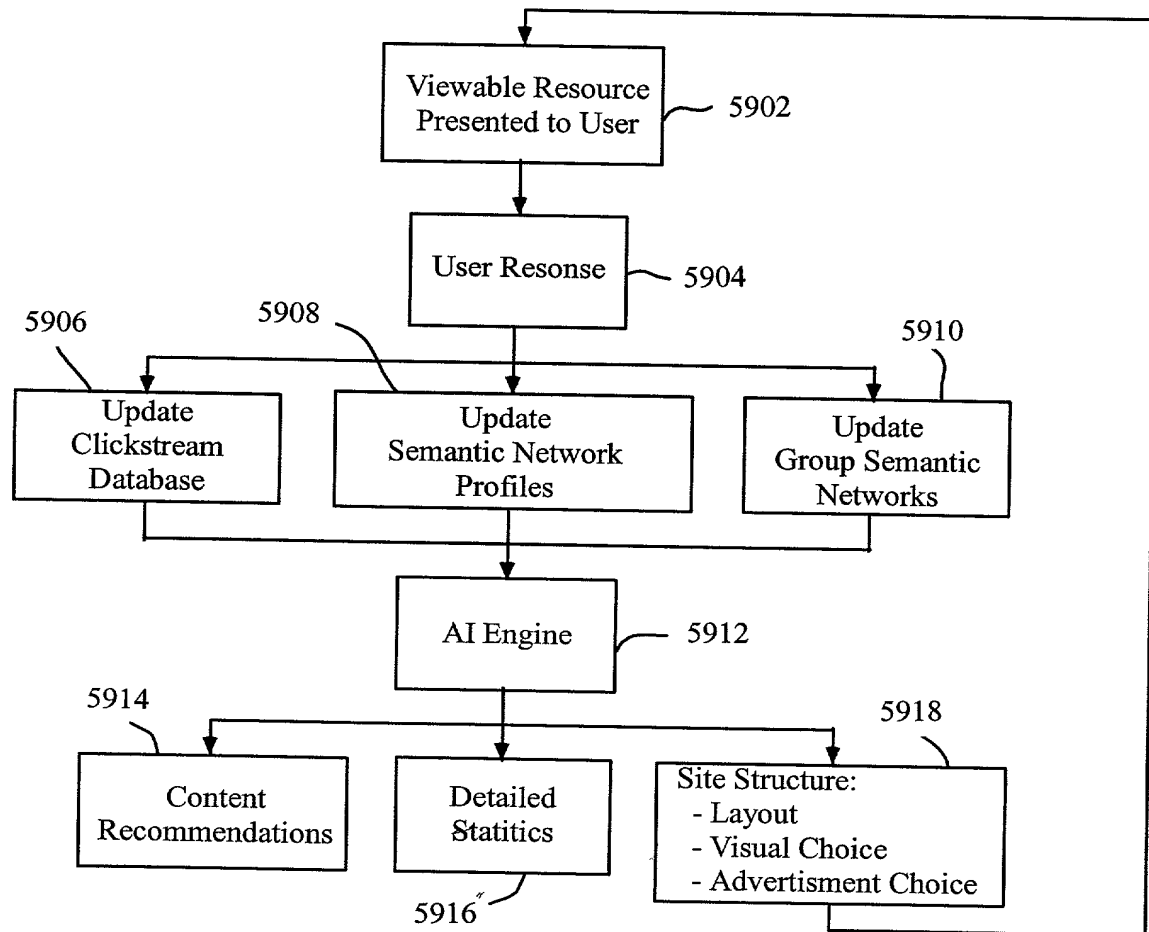 Viewable Resource
Presented to User
5902
User Resonse
5904
5906
5908
5910
Update
Clickstream
Database
Update
Semantic Network
Profiles
Update
Group Semantic
Networks
AI Engine
5912
5914
5918
Content
Recommendations
Detailed
Statitics
Site Structure:
- Layout
- Visual Choice
- Advertisment Choice
5916